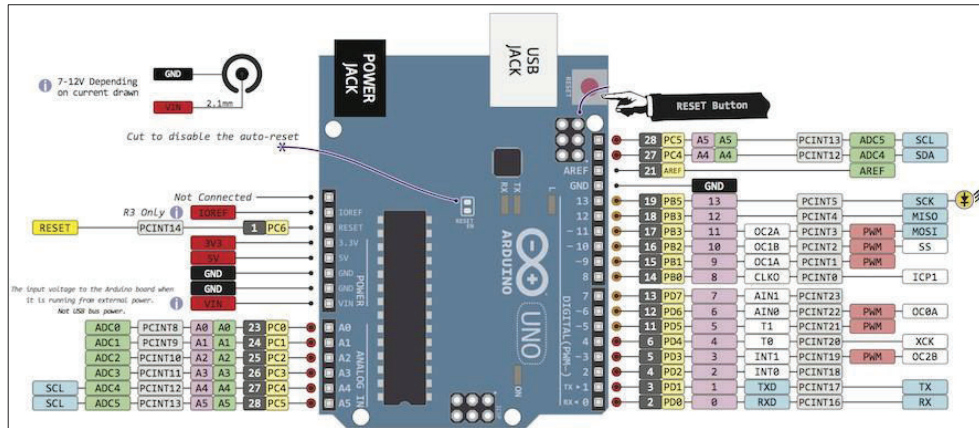 POWER JACK
USB JACK
GND
7-12V Depending
on current drawn
VIN
2.1mm
RESET
RESET Button
Cut to disable the auto-reset
28 PC5 A5 A5 PCINT13 ADC5 SCL
27 PC4 A4 A4 PCINT12 ADC4 SDA
21 AREF AREF
GND
19 PB5 13 PCINT5 SCK
18 PB3 12 PCINT4 MISO
17 PB3 11 OC2A PCINT3 PWM MOSI
16 PB2 10 OC1B PCINT2 PWM SS
15 PB1 9 OC1A PCINT1 PWM
14 PB0 8 CLKO PCINT0 ICP1
13 PD7 7 AIN1 PCINT23
12 PD6 6 AIN0 PCINT22 PWM OC0A
11 PD5 5 T1 PCINT21 PWM
6 PD4 4 T0 PCINT20 XCK
5 PD3 3 INT1 PCINT19 PWM OC2B
4 PD2 2 INT0 PCINT18
3 PD1 1 TXD PCINT17 TX
2 PD0 0 RXD PCINT16 RX
Not Connected
R3 Only IOREF
RESET PCINT14 1 PC6
3V3
5V
GND
GND
The input voltage to the Arduino board when
it is running from external power.
Not USB bus power.
VIN
ADC0 PCINT8 A0 A0 23 PC0
ADC1 PCINT9 A1 A1 24 PC1
ADC2 PCINT10 A2 A2 25 PC2
ADC3 PCINT11 A3 A3 26 PC3
SCL ADC4 PCINT12 A4 A4 27 PC4
SCL ADC5 PCINT13 A5 A5 28 PC5
IOREF
RESET
3.3V
5V
GND
GND
VIN
POWER
A0
A1
A2
A3
A4
A5
ANALOG IN
RX
TX
L
RESET
EN
ARDUINO
UNO
ON
AREF
GND
13
12
~11
~10
~9
8
7
~6
~5
4
~3
2
TX 1
RX 0
DIGITAL(PWM~)